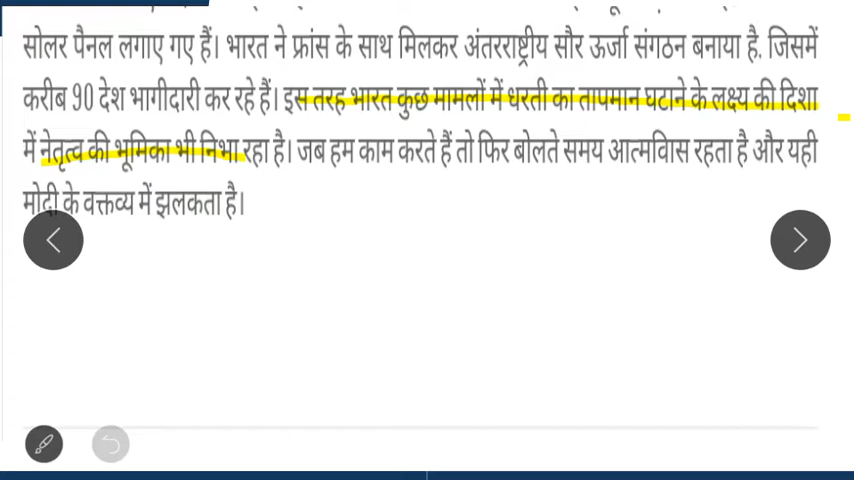 सोलर पैनल लगाए गए हैं। भारत ने फ्रांस के साथ मिलकर अंतरराष्ट्रीय सौर ऊर्जा संगठन बनाया है, जिसमें
करीब 90 देश भागीदारी कर रहे हैं। इस तरह भारत कुछ मामलों में धरती का तापमान घटाने के लक्ष्य की दिशा
में नेतृत्व की भूमिका भी निभा रहा है। जब हम काम करते हैं तो फिर बोलते समय आत्मविास रहता है और यही
मोदी के वक्तव्य में झलकता है।